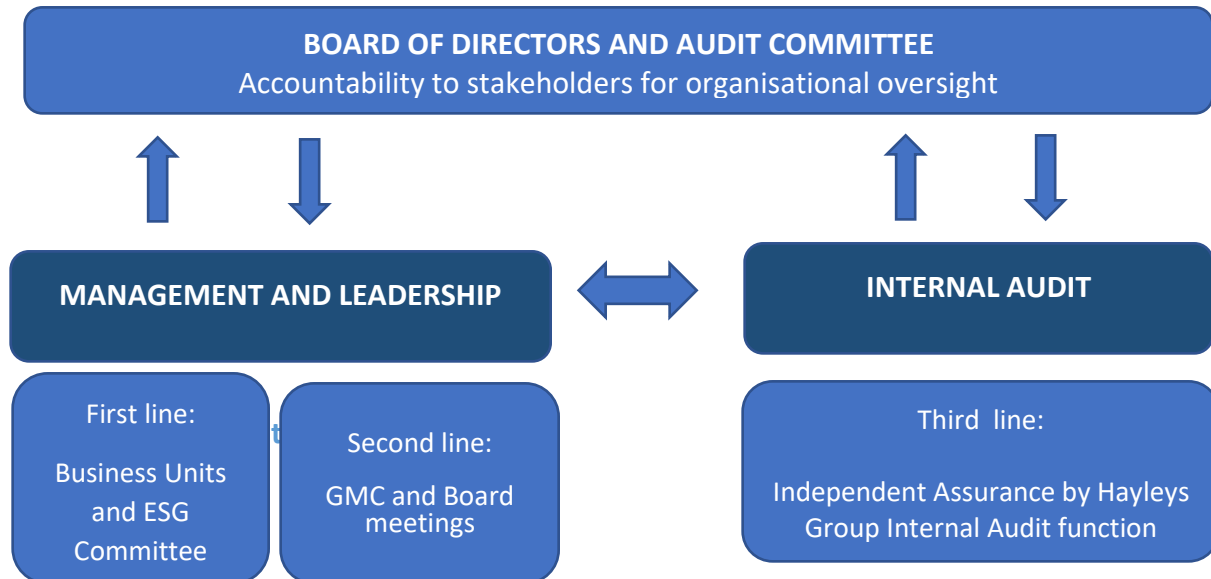 BOARD OF DIRECTORS AND AUDIT COMMITTEE
Accountability to stakeholders for organisational oversight
MANAGEMENT AND LEADERSHIP
INTERNAL AUDIT
First line:
Business Units
and ESG
Committee
t
Second line:
GMC and Board
meetings
Third line:
Independent Assurance by Hayleys
Group Internal Audit function